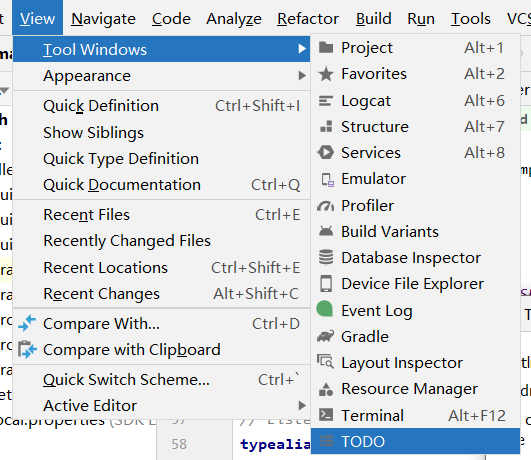 t View Navigate Code Analyze Refactor Build Run Tools VCS
Tool Windows
Appearance
Quick Definition Ctrl+Shift+I
Show Siblings
Quick Type Definition
Quick Documentation Ctrl+Q
Recent Files Ctrl+E
Recently Changed Files
Recent Locations Ctrl+Shift+E
Recent Changes Alt+Shift+C
Compare With... Ctrl+D
Compare with Clipboard
Quick Switch Scheme... Ctrl+`
Active Editor
Project Alt+1
Favorites Alt+2
Logcat Alt+6
Structure Alt+7
Services Alt+8
Emulator
Profiler
Build Variants
Database Inspector
Device File Explorer
Event Log
Gradle
Layout Inspector
Resource Manager
Terminal Alt+F12
TODO
ocal.properties (SDK
58 typealia